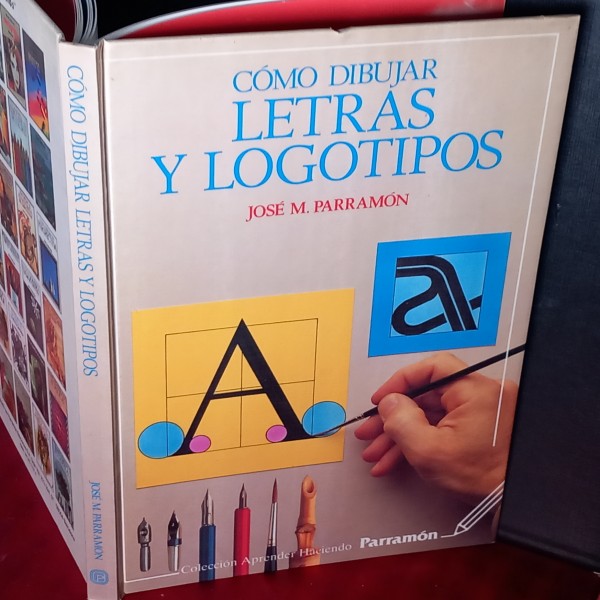 CÓMO DIBUJAR
LETRAS
Y LOGOTIPOS
JOSÉ M. PARRAMÓN
A
a
Colección Aprender Haciendo Parramón
CÓMO DIBUJAR LETRAS Y LOGOTIPOS
JOSÉ M. PARRAMÓN